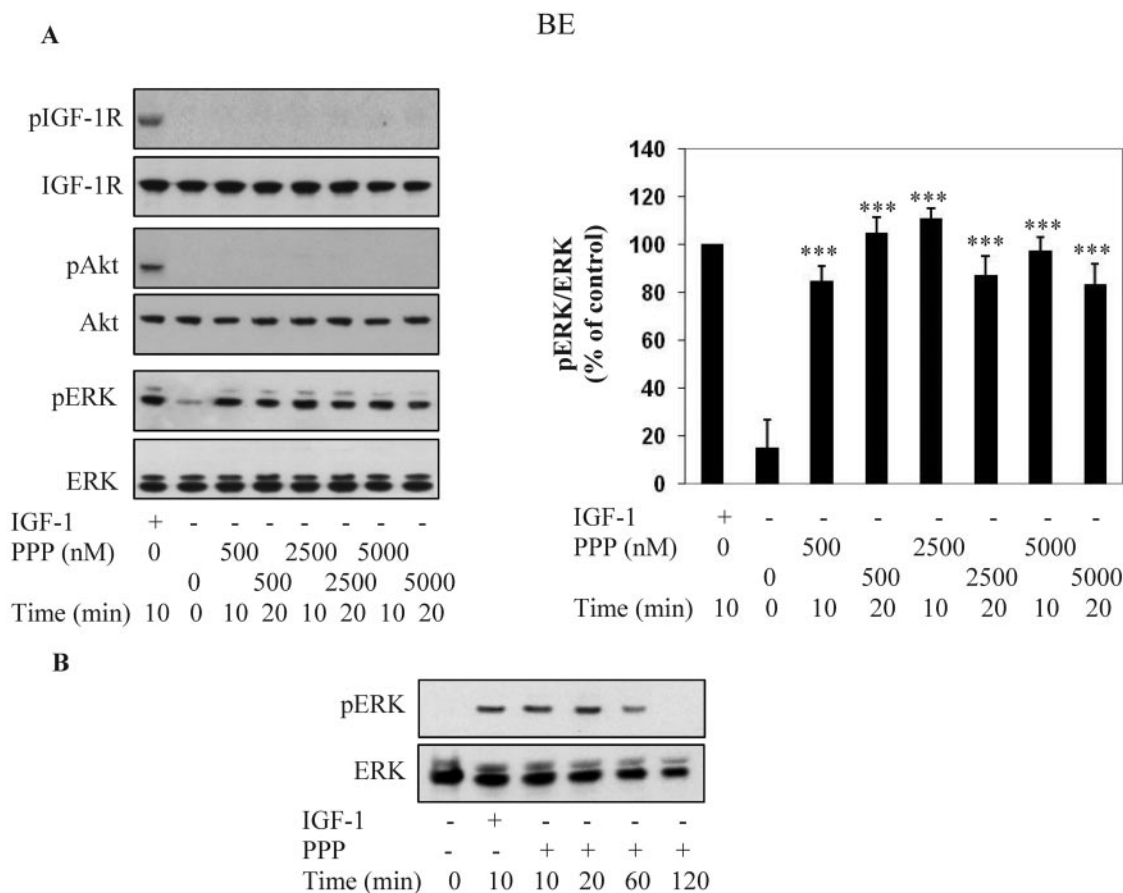 BE
A
pIGF-1R
IGF-1R
pAkt
Akt
pERK
ERK
IGF-1 + - - - - - - -
PPP (nM) 0 500 2500 5000
0 500 2500 5000
Time (min) 10 0 10 20 10 20 10 20
pERK/ERK
(% of control)
140
120
100
80
60
40
20
0
*** *** *** *** *** ***
IGF-1 + - - - - - - -
PPP (nM) 0 500 2500 5000
0 500 2500 5000
Time (min) 10 0 10 20 10 20 10 20
B
pERK
ERK
IGF-1 - + - - - -
PPP - - + + + +
Time (min) 0 10 10 20 60 120